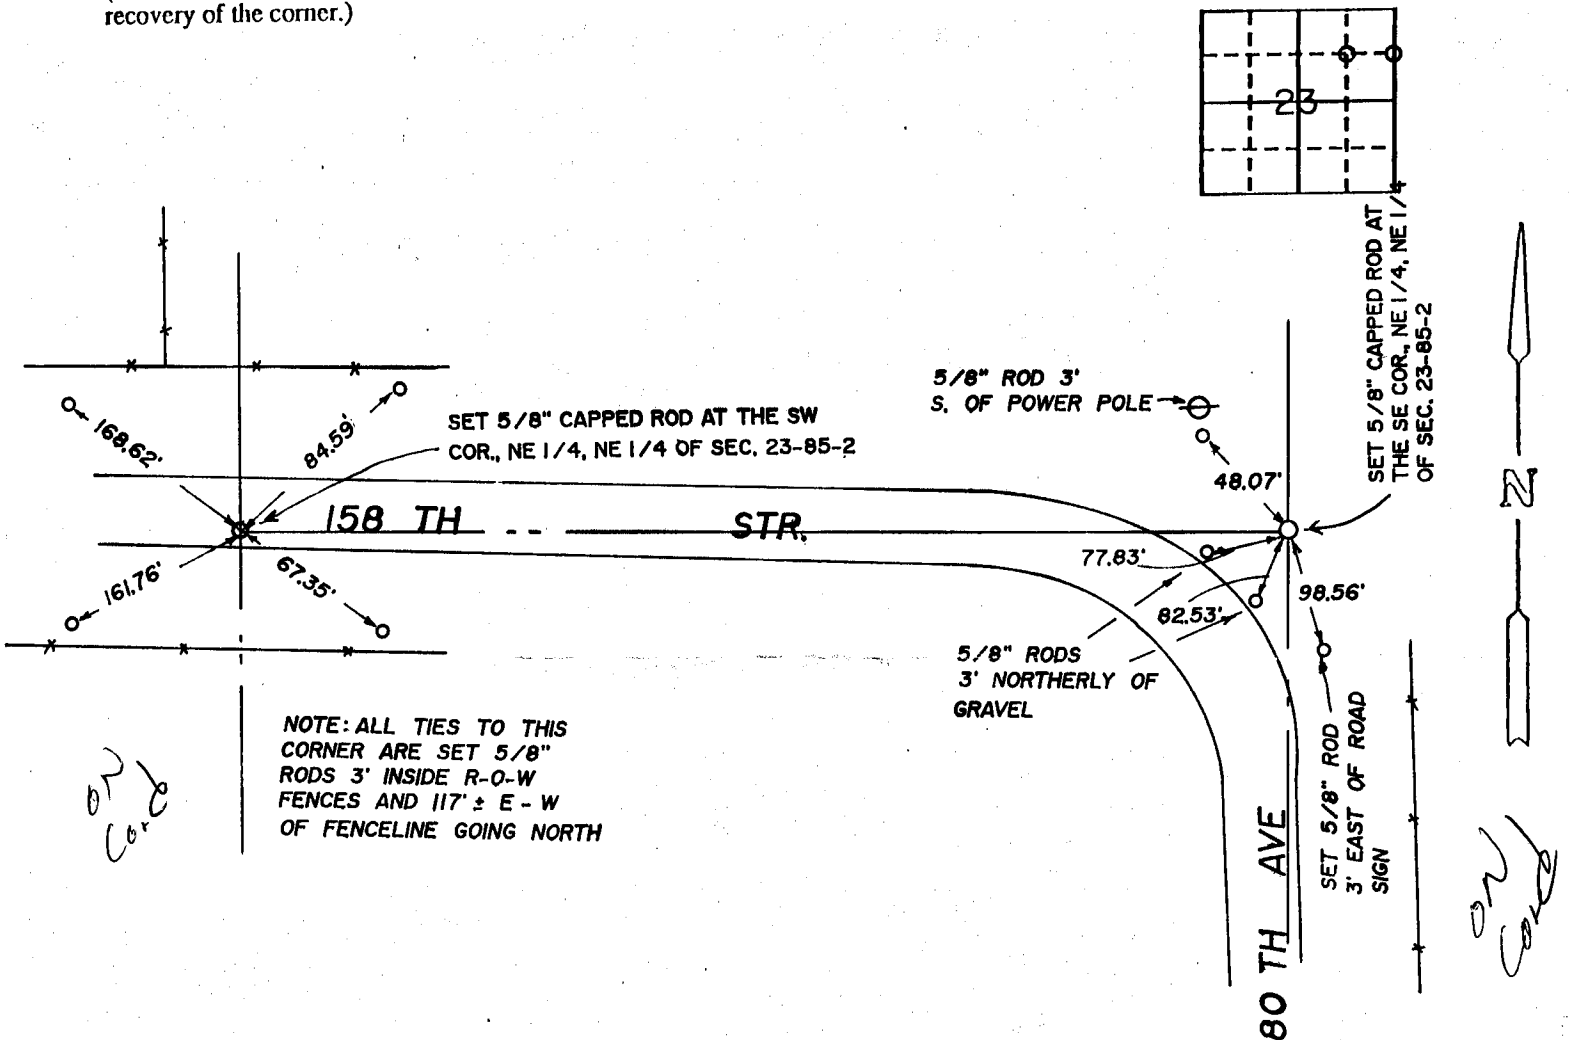 recovery of the corner.)
23
SET 5/8" CAPPED ROD AT
THE SE COR., NE 1/4, NE 1/4
OF SEC. 23-85-2
5/8" ROD 3'
S. OF POWER POLE
SET 5/8" CAPPED ROD AT THE SW
COR., NE 1/4, NE 1/4 OF SEC. 23-85-2
168.62'
84.59'
48.07'
N
158 TH STR.
77.83'
161.76'
67.35'
98.56'
82.53'
5/8" RODS
3' NORTHERLY OF
GRAVEL
NOTE: ALL TIES TO THIS
CORNER ARE SET 5/8"
RODS 3' INSIDE R-O-W
FENCES AND 117' ± E - W
OF FENCELINE GOING NORTH
SET 5/8" ROD
3' EAST OF ROAD
SIGN
80 TH AVE
on
Card
on
Card